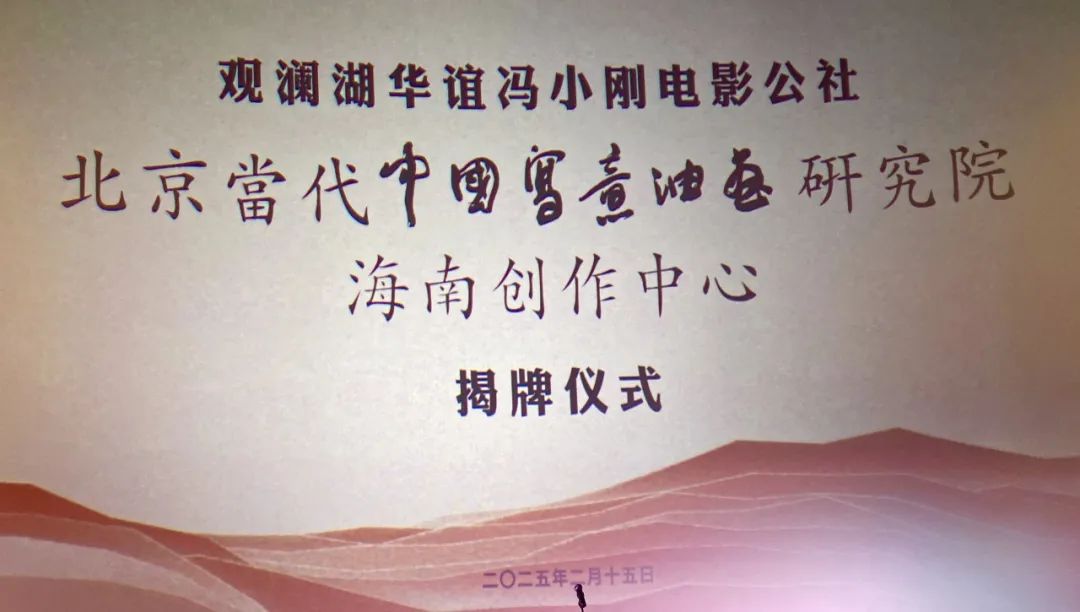 观澜湖华谊冯小刚电影公社
北京當代中國寫意油畫研究院
海南创作中心
揭牌仪式
二〇二五年二月十五日